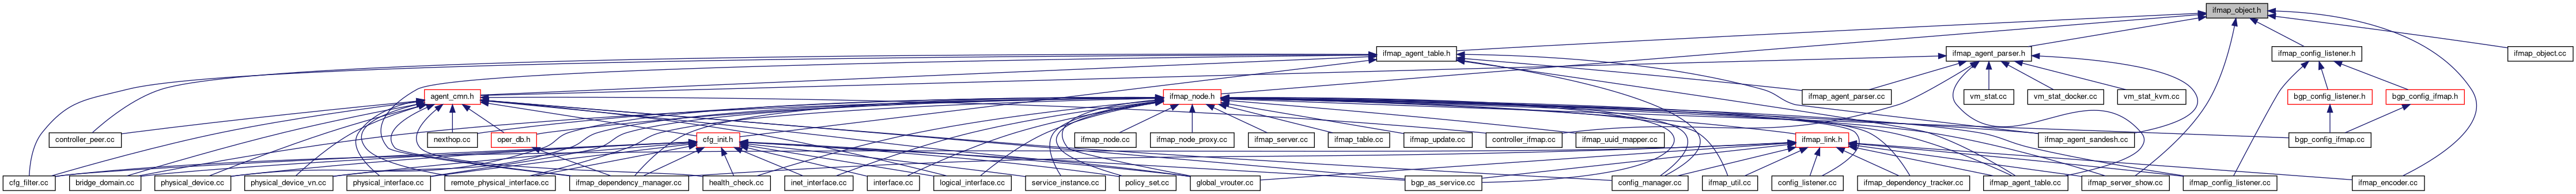 ifmap_object.h
ifmap_agent_table.h
ifmap_agent_parser.h
ifmap_config_listener.h
ifmap_object.cc
agent_cmn.h
ifmap_node.h
ifmap_agent_parser.cc
vm_stat.cc
vm_stat_docker.cc
vm_stat_kvm.cc
bgp_config_listener.h
bgp_config_ifmap.h
controller_peer.cc
nexthop.cc
oper_db.h
cfg_init.h
ifmap_node.cc
ifmap_node_proxy.cc
ifmap_server.cc
ifmap_table.cc
ifmap_update.cc
controller_ifmap.cc
ifmap_uuid_mapper.cc
ifmap_link.h
ifmap_agent_sandesh.cc
bgp_config_ifmap.cc
cfg_filter.cc
bridge_domain.cc
physical_device.cc
physical_device_vn.cc
physical_interface.cc
remote_physical_interface.cc
ifmap_dependency_manager.cc
health_check.cc
inet_interface.cc
interface.cc
logical_interface.cc
service_instance.cc
policy_set.cc
global_vrouter.cc
bgp_as_service.cc
config_manager.cc
ifmap_util.cc
config_listener.cc
ifmap_dependency_tracker.cc
ifmap_agent_table.cc
ifmap_server_show.cc
ifmap_config_listener.cc
ifmap_encoder.cc